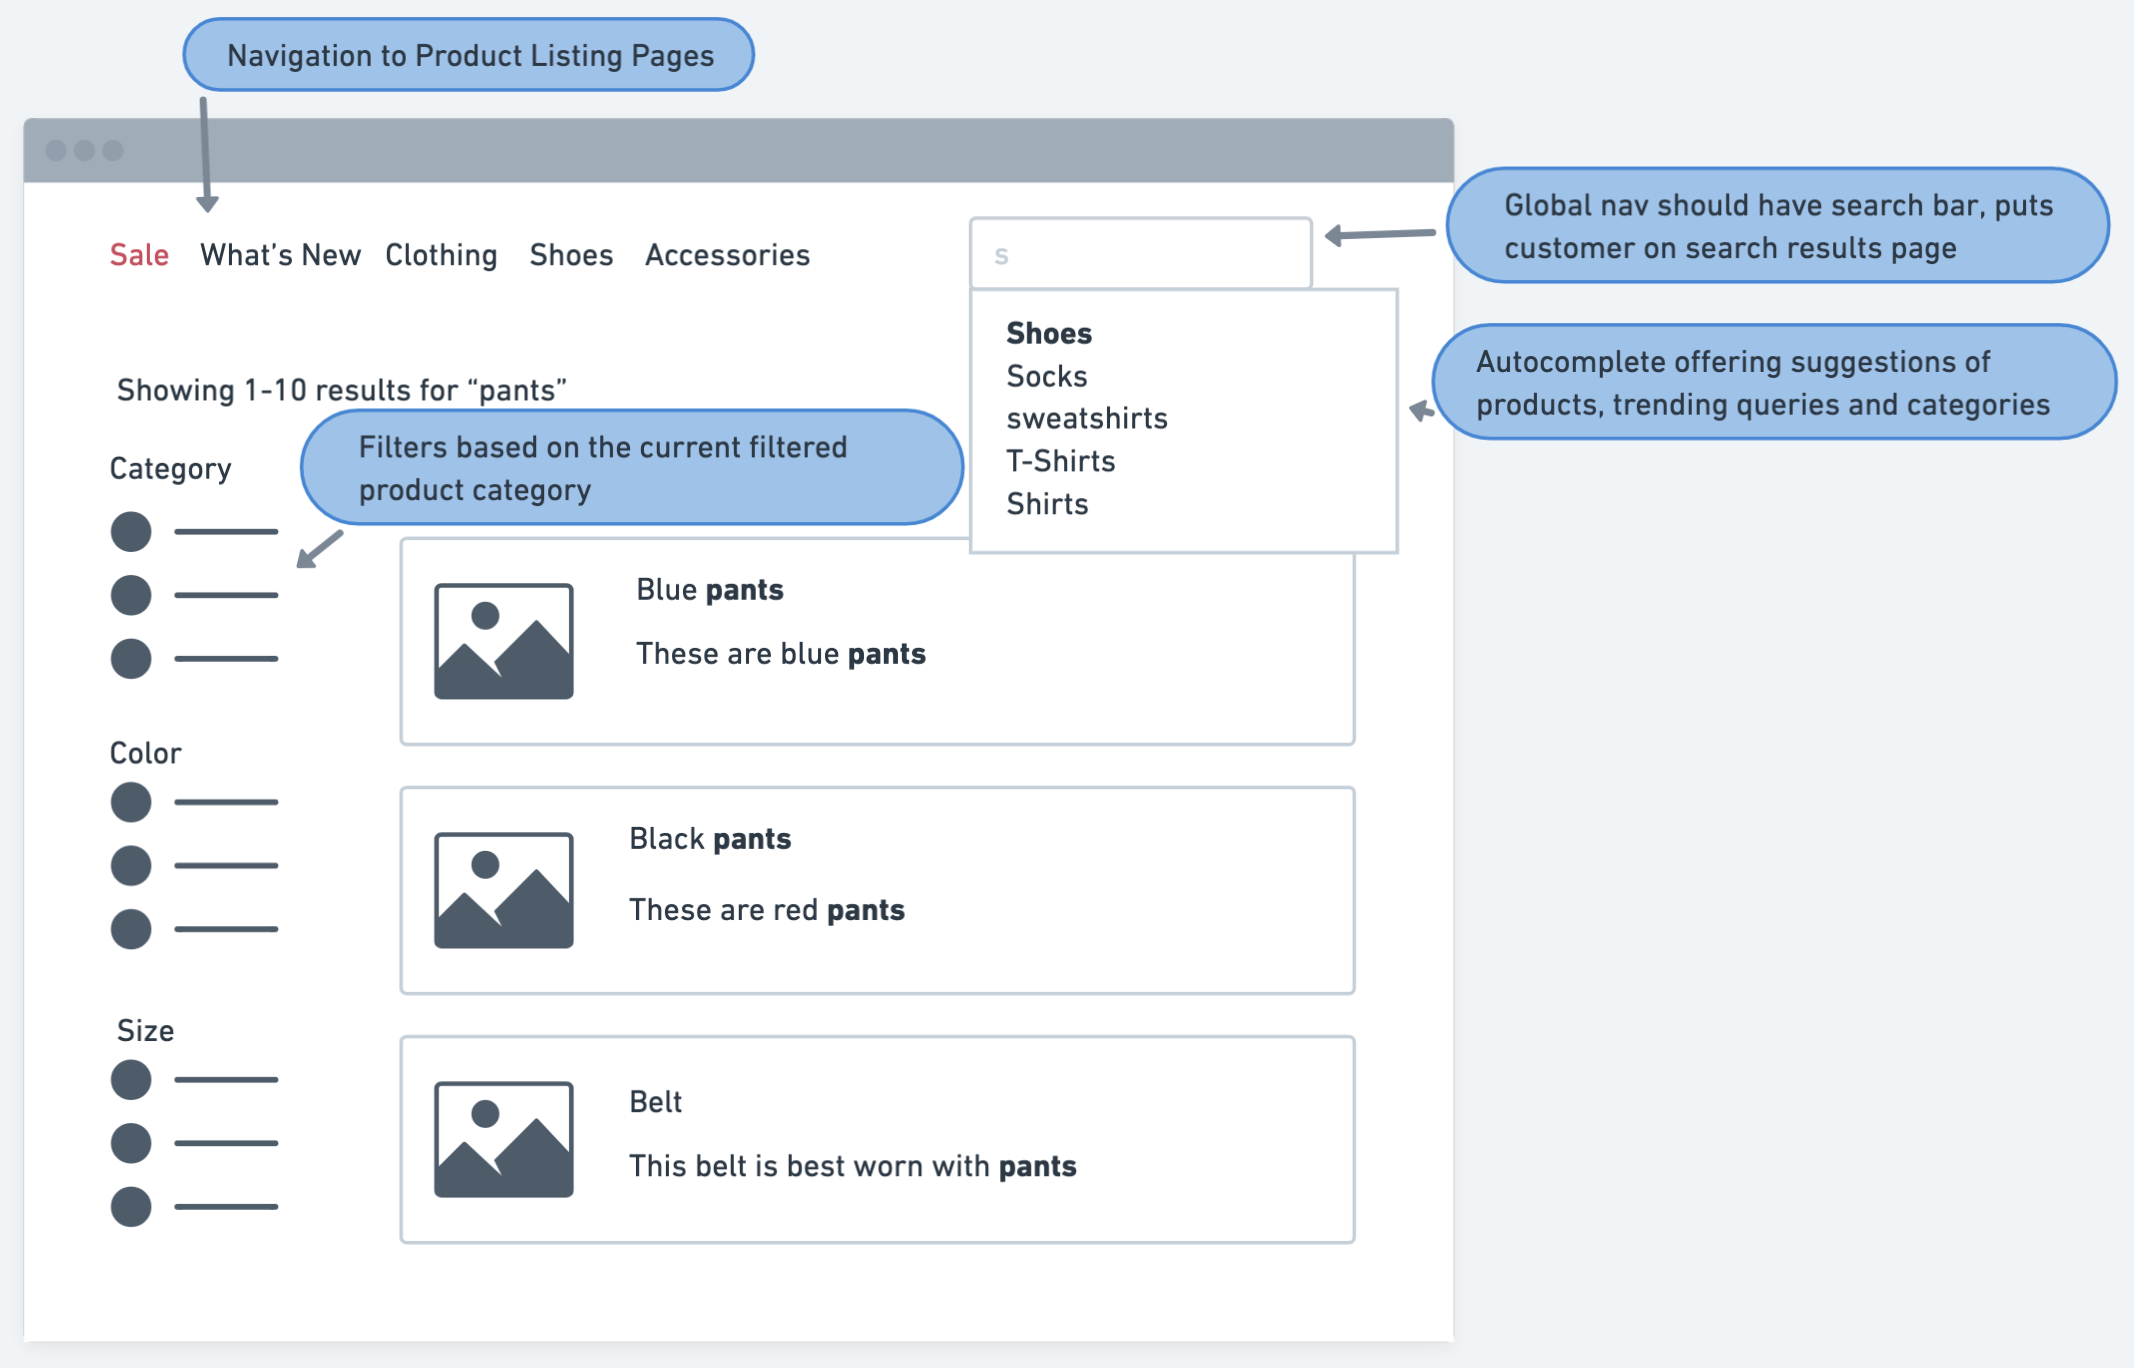 Navigation to Product Listing Pages
Sale What’s New Clothing Shoes Accessories
s
Global nav should have search bar, puts
customer on search results page
Shoes
Socks
sweatshirts
T-Shirts
Shirts
Autocomplete offering suggestions of
products, trending queries and categories
Showing 1-10 results for “pants”
Filters based on the current filtered
product category
Category
Color
Size
Blue pants
These are blue pants
Black pants
These are red pants
Belt
This belt is best worn with pants